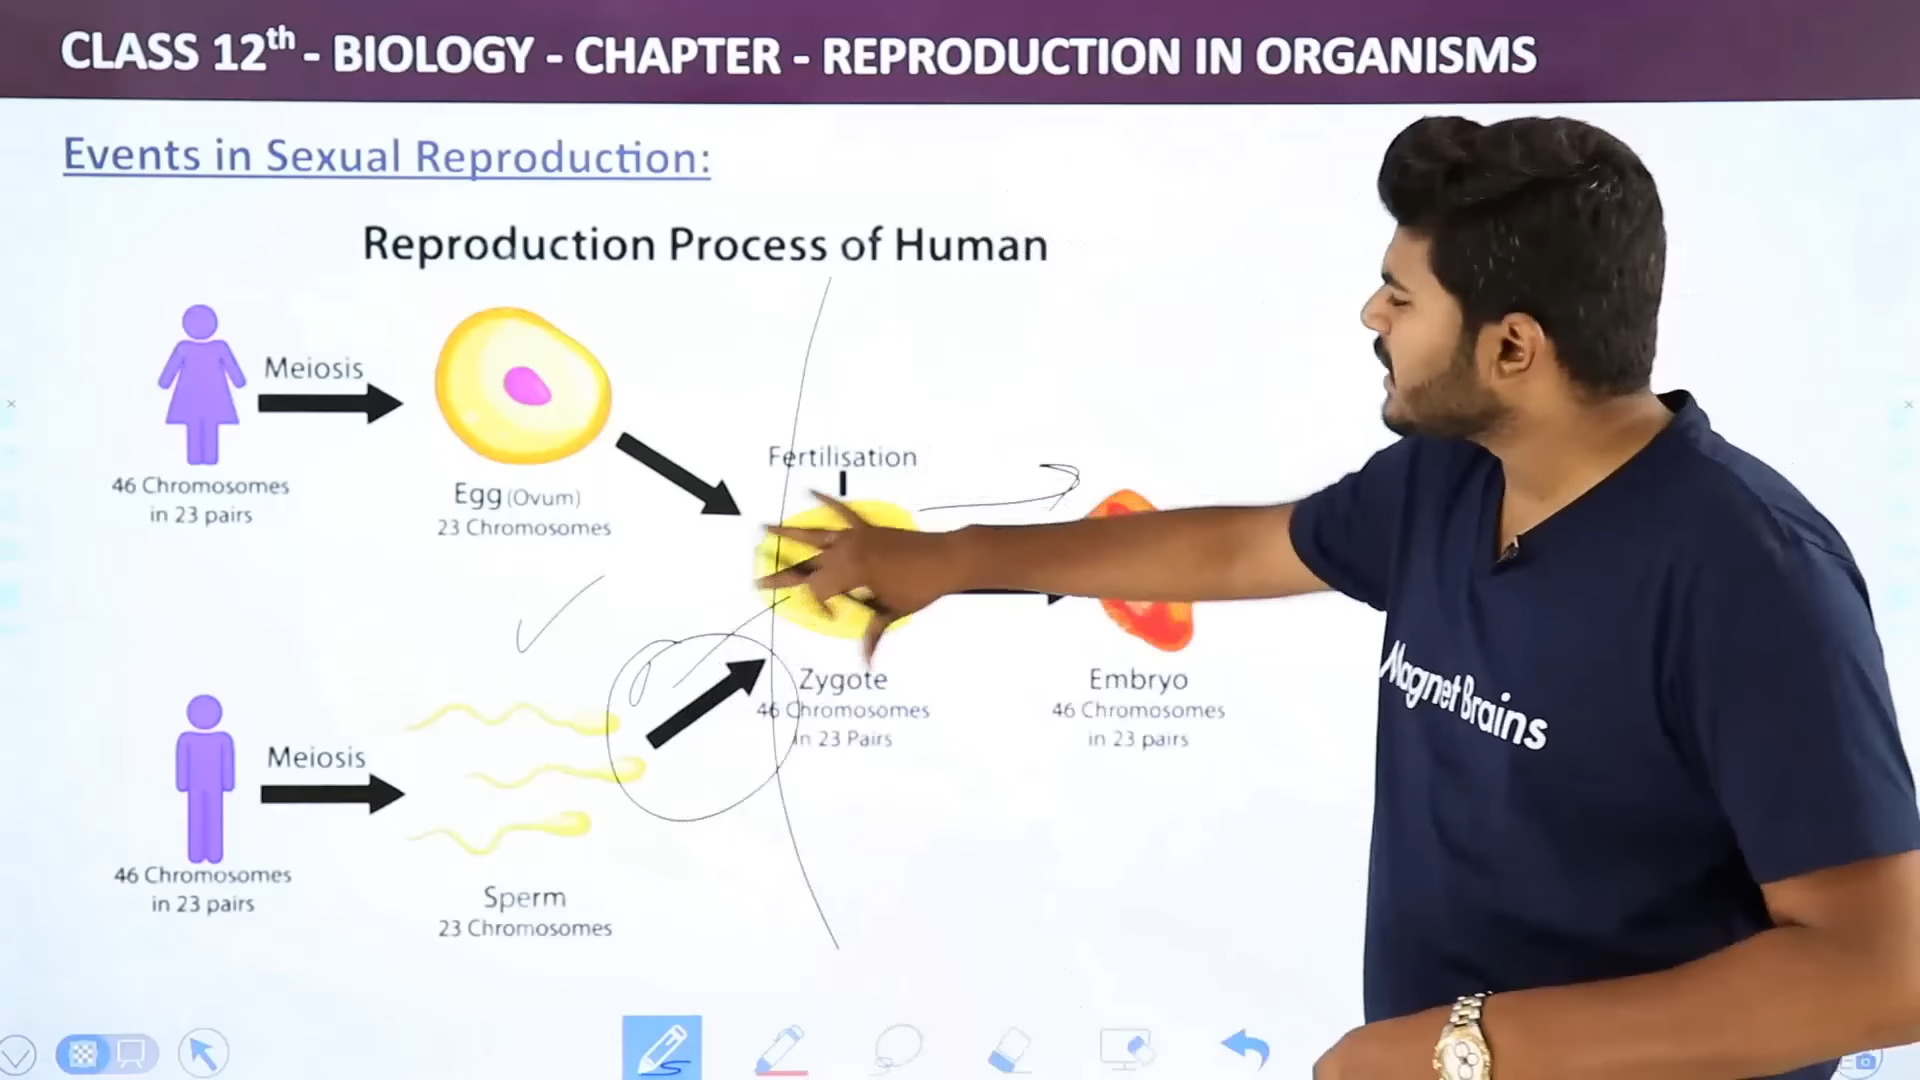 CLASS 12th - BIOLOGY - CHAPTER - REPRODUCTION IN ORGANISMS
Events in Sexual Reproduction:
Reproduction Process of Human
Meiosis
46 Chromosomes
in 23 pairs
Egg (Ovum)
23 Chromosomes
Fertilisation
Zygote
46 Chromosomes
in 23 Pairs
Embryo
46 Chromosomes
in 23 pairs
Meiosis
46 Chromosomes
in 23 pairs
Sperm
23 Chromosomes
Magnet Brains